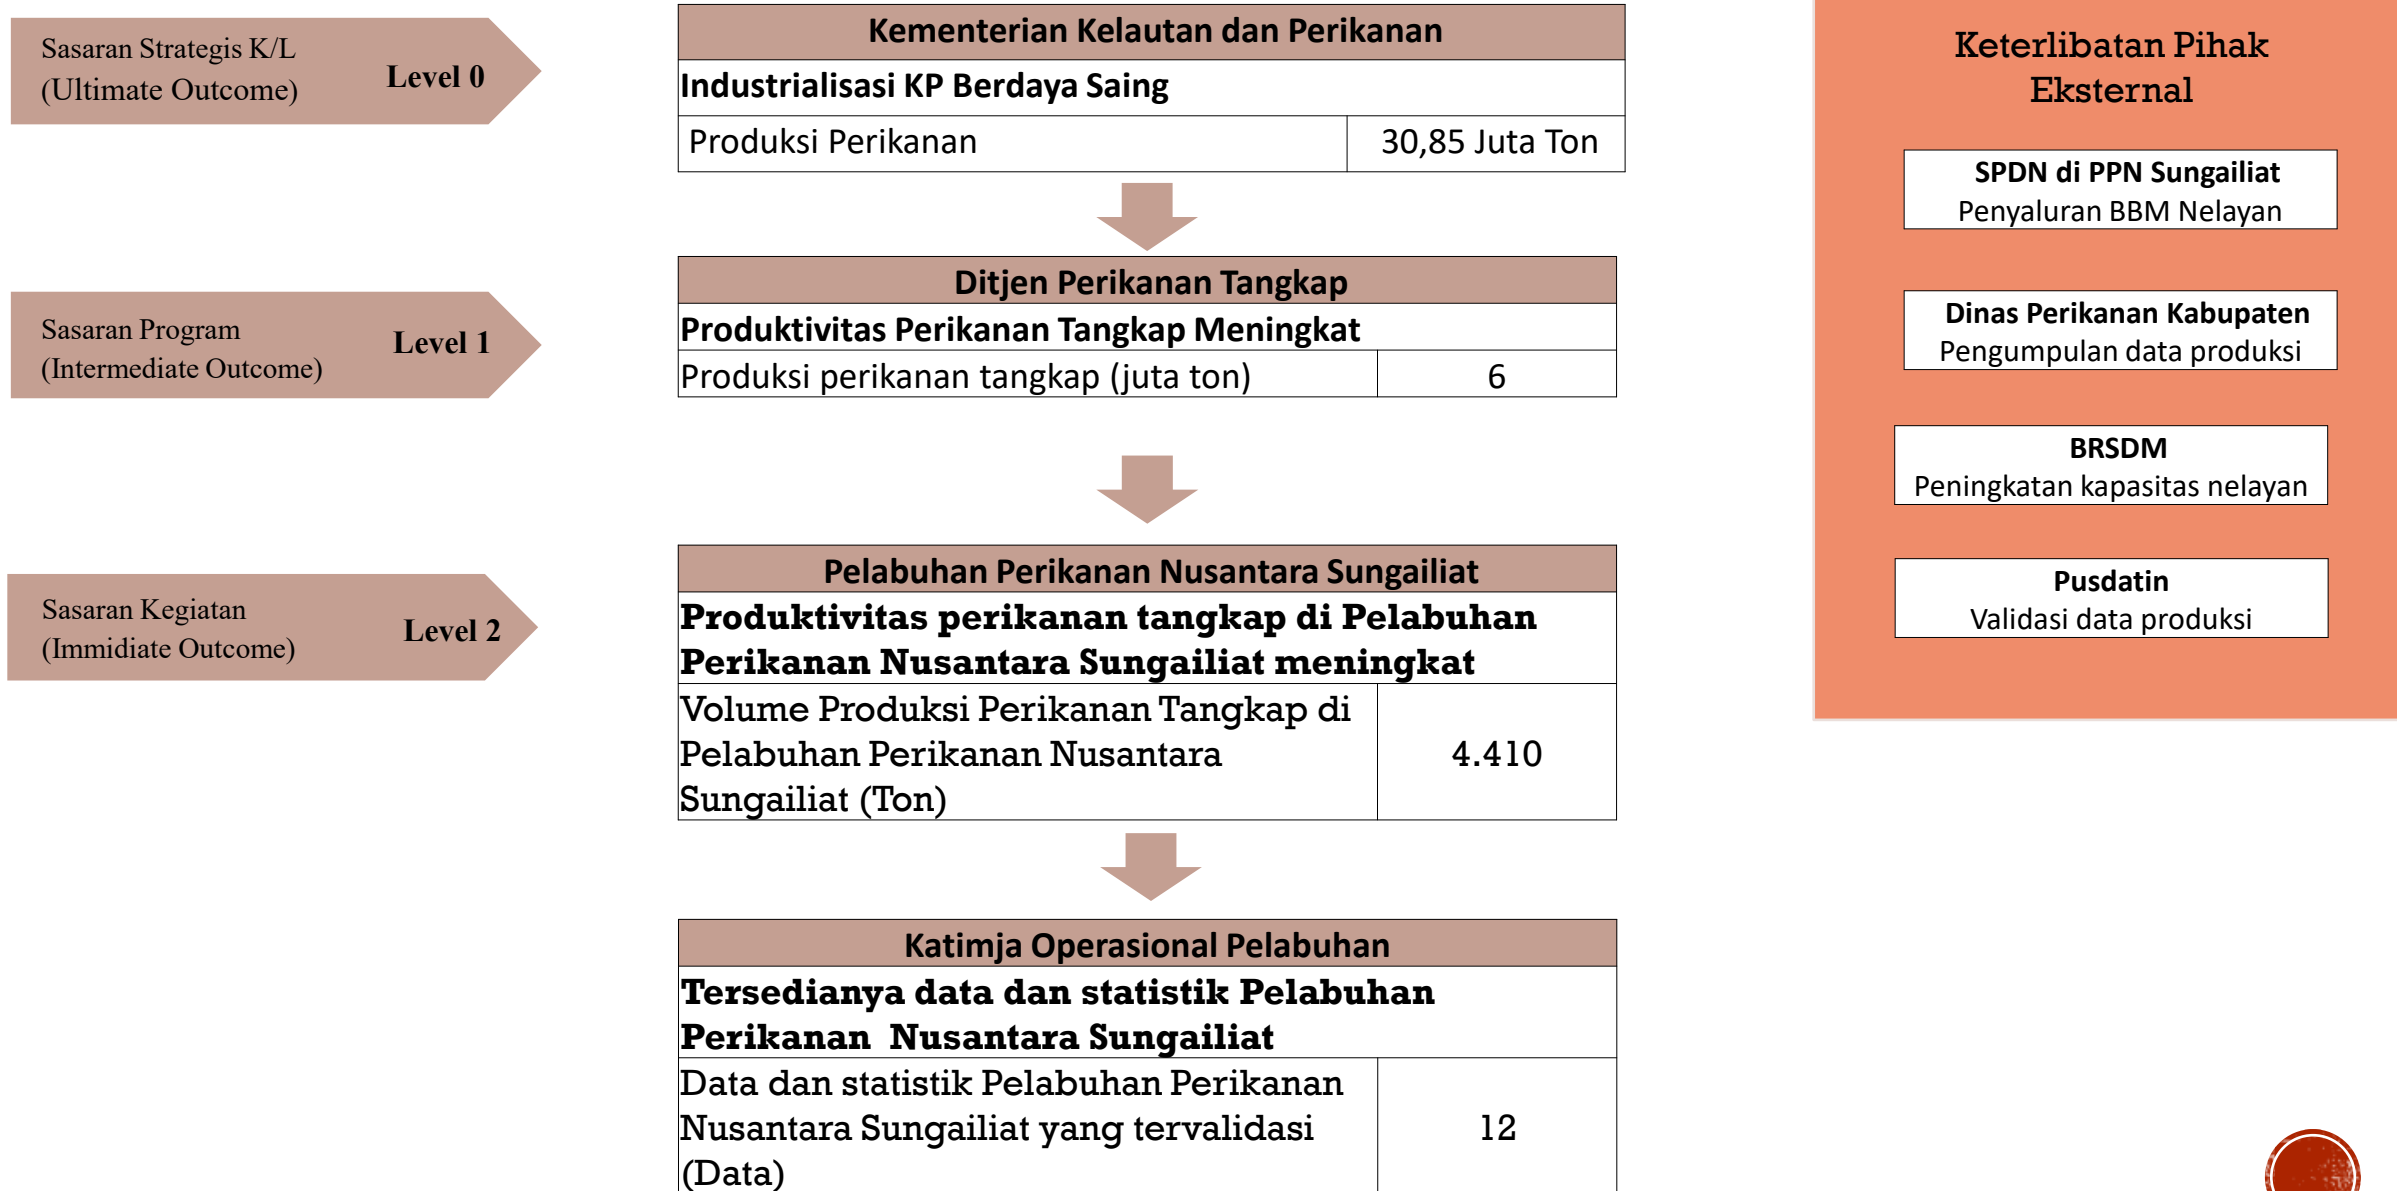 Sasaran Strategis K/L
(Ultimate Outcome)
Level 0
Kementerian Kelautan dan Perikanan
Industrialisasi KP Berdaya Saing
Produksi Perikanan
30,85 Juta Ton
Sasaran Program
(Intermediate Outcome)
Level 1
Ditjen Perikanan Tangkap
Produktivitas Perikanan Tangkap Meningkat
Produksi perikanan tangkap (juta ton)
6
Sasaran Kegiatan
(Immidiate Outcome)
Level 2
Pelabuhan Perikanan Nusantara Sungailiat
Produktivitas perikanan tangkap di Pelabuhan
Perikanan Nusantara Sungailiat meningkat
Volume Produksi Perikanan Tangkap di
Pelabuhan Perikanan Nusantara
Sungailiat (Ton)
4.410
Katimja Operasional Pelabuhan
Tersedianya data dan statistik Pelabuhan
Perikanan Nusantara Sungailiat
Data dan statistik Pelabuhan Perikanan
Nusantara Sungailiat yang tervalidasi
(Data)
12
Keterlibatan Pihak
Eksternal
SPDN di PPN Sungailiat
Penyaluran BBM Nelayan
Dinas Perikanan Kabupaten
Pengumpulan data produksi
BRSDM
Peningkatan kapasitas nelayan
Pusdatin
Validasi data produksi